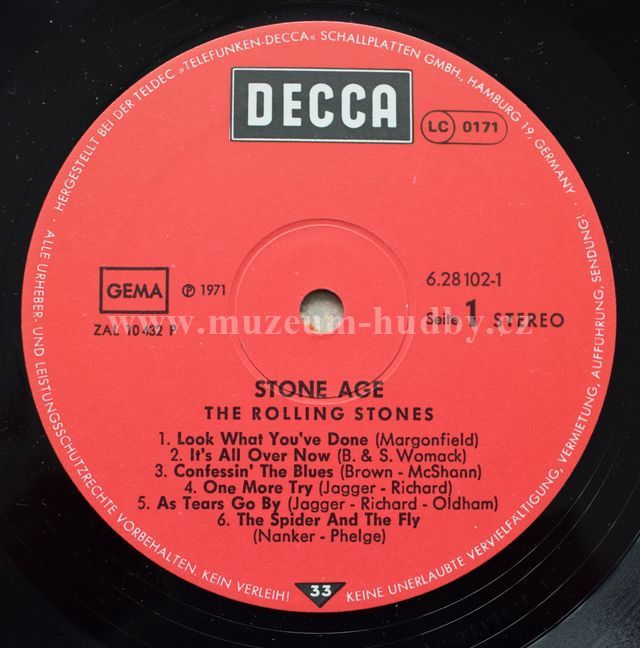 HERGESTELLT BEI DER TELDEC »TELEFUNKEN-DECCA« SCHALLPLATTEN GMBH, HAMBURG 19, GERMANY · ALLE URHEBER- UND LEISTUNGSSCHUTZRECHTE VORBEHALTEN. KEIN VERLEIH! KEINE UNERLAUBTE VERVIELFÄLTIGUNG, VERMIETUNG, AUFFÜHRUNG, SENDUNG! ·
DECCA
LC 0171
GEMA
℗ 1971
6.28102-1
ZAL 10432 P
Seite 1 STEREO
www.muzeum-hudby.cz
STONE AGE
THE ROLLING STONES
1. Look What You've Done (Margonfield)
2. It's All Over Now (B. & S. Womack)
3. Confessin' The Blues (Brown - McShann)
4. One More Try (Jagger - Richard)
5. As Tears Go By (Jagger - Richard - Oldham)
6. The Spider And The Fly
(Nanker - Phelge)
33